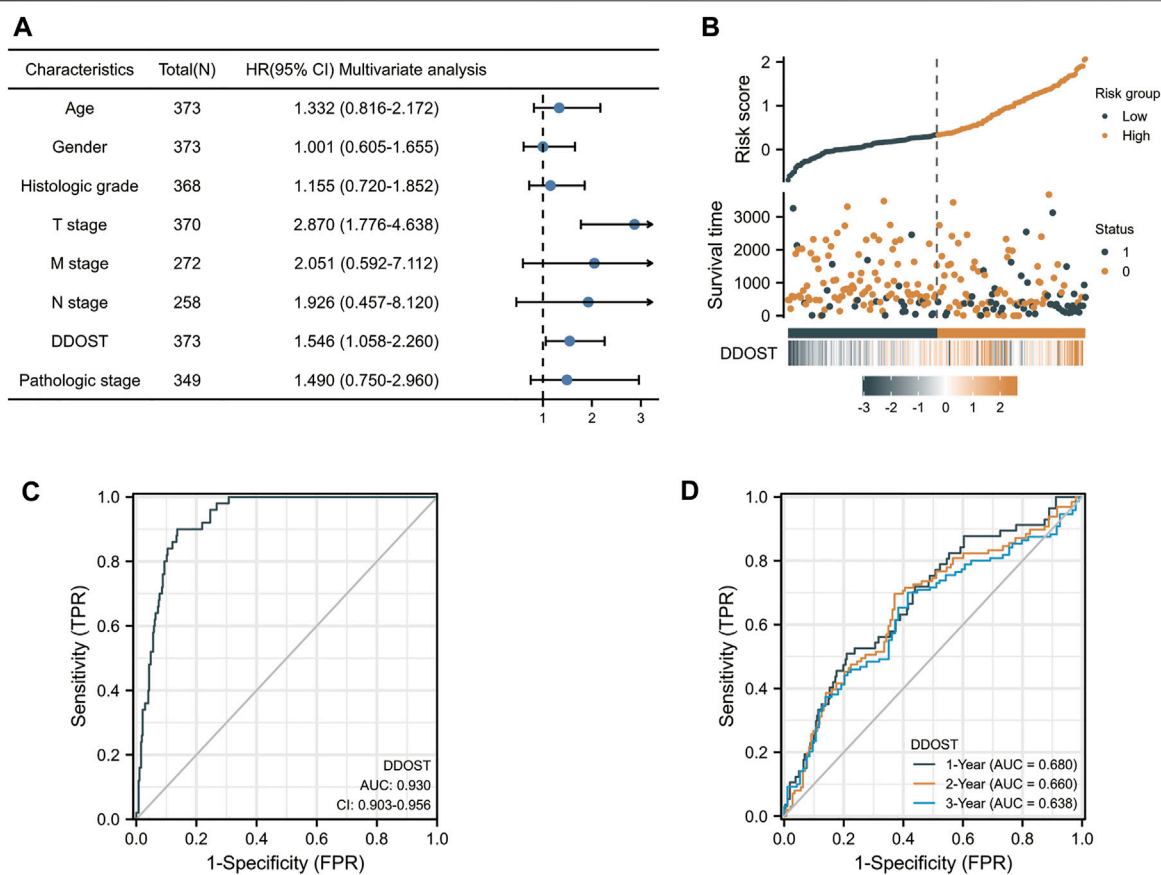 A
Characteristics Total(N) HR(95% CI) Multivariate analysis
Age 373 1.332 (0.816-2.172)
Gender 373 1.001 (0.605-1.655)
Histologic grade 368 1.155 (0.720-1.852)
T stage 370 2.870 (1.776-4.638)
M stage 272 2.051 (0.592-7.112)
N stage 258 1.926 (0.457-8.120)
DDOST 373 1.546 (1.058-2.260)
Pathologic stage 349 1.490 (0.750-2.960)
1 2 3
B
Risk score
2
1
0
Risk group
Low
High
Survival time
3000
2000
1000
0
Status
1
0
DDOST
-3 -2 -1 0 1 2
C
Sensitivity (TPR)
1.0
0.8
0.6
0.4
0.2
0.0
DDOST
AUC: 0.930
CI: 0.903-0.956
0.0 0.2 0.4 0.6 0.8 1.0
1-Specificity (FPR)
D
Sensitivity (TPR)
1.0
0.8
0.6
0.4
0.2
0.0
DDOST
1-Year (AUC = 0.680)
2-Year (AUC = 0.660)
3-Year (AUC = 0.638)
0.0 0.2 0.4 0.6 0.8 1.0
1-Specificity (FPR)